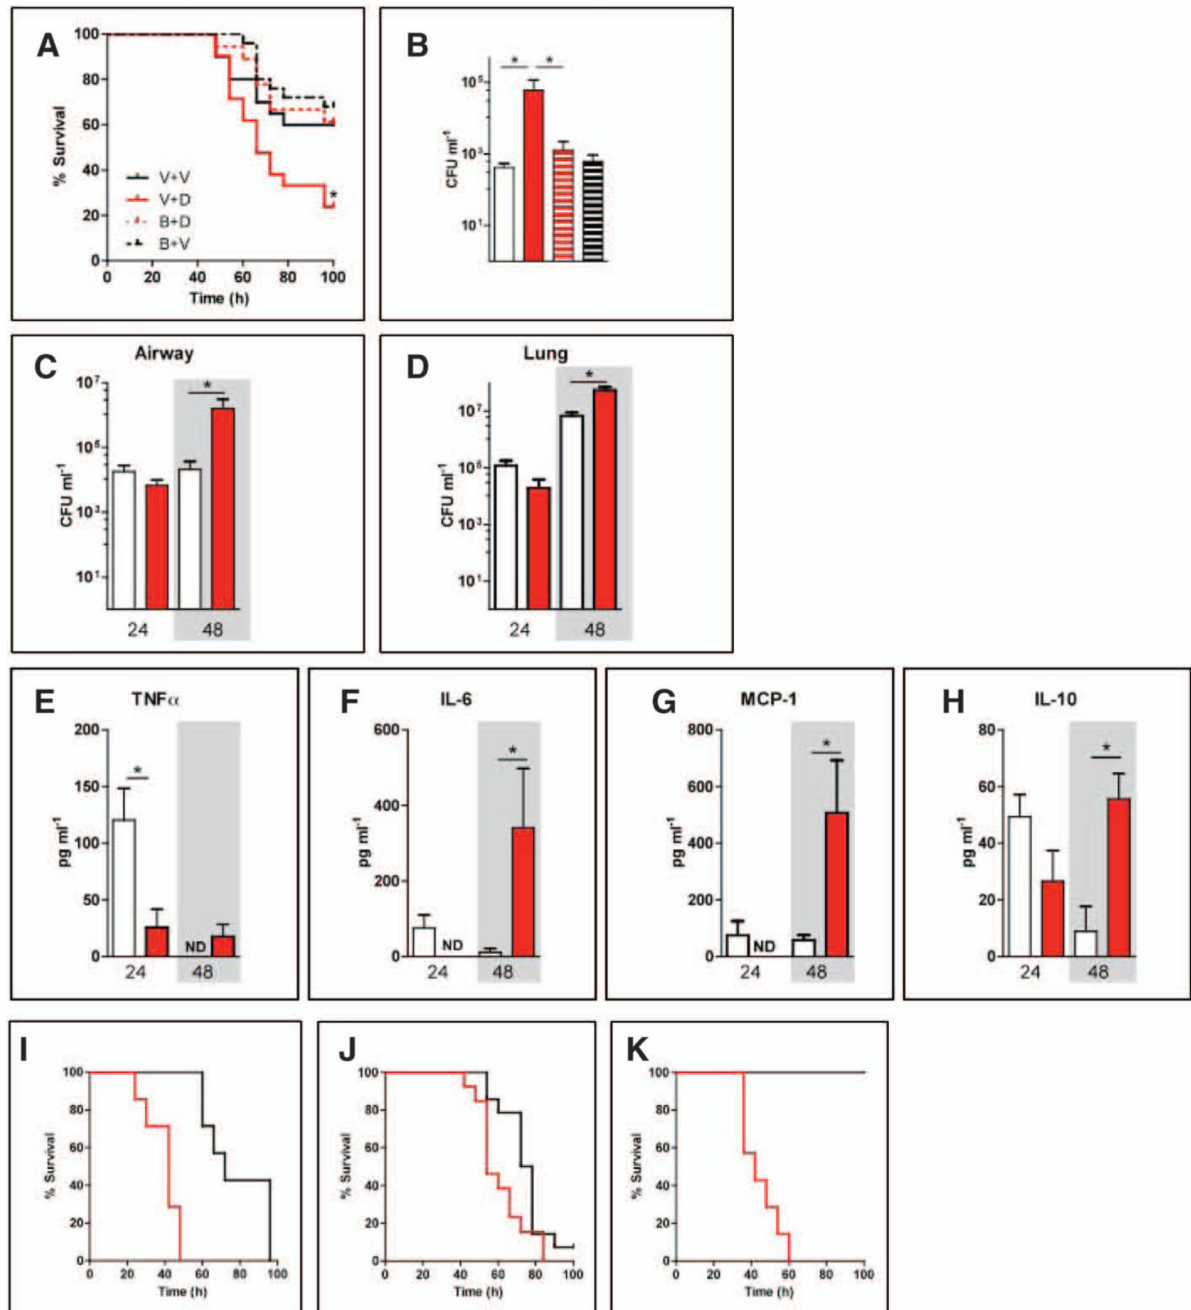 A
% Survival
100
80
60
40
20
0
V+V
V+D
B+D
B+V
*
0 20 40 60 80 100
Time (h)
B
* *
CFU ml⁻¹
10⁵
10³
10¹
C
Airway
*
CFU ml⁻¹
10⁷
10⁵
10³
10¹
24 48
D
Lung
*
CFU ml⁻¹
10⁷
10⁵
10³
10¹
24 48
E
TNFα
pg ml⁻¹
200
150
100
50
0
*
ND
24 48
F
IL-6
pg ml⁻¹
600
400
200
0
*
ND
24 48
G
MCP-1
pg ml⁻¹
800
600
400
200
0
*
ND
24 48
H
IL-10
pg ml⁻¹
80
60
40
20
0
*
24 48
I
% Survival
100
80
60
40
20
0
0 20 40 60 80 100
Time (h)
J
% Survival
100
80
60
40
20
0
0 20 40 60 80 100
Time (h)
K
% Survival
100
80
60
40
20
0
0 20 40 60 80 100
Time (h)